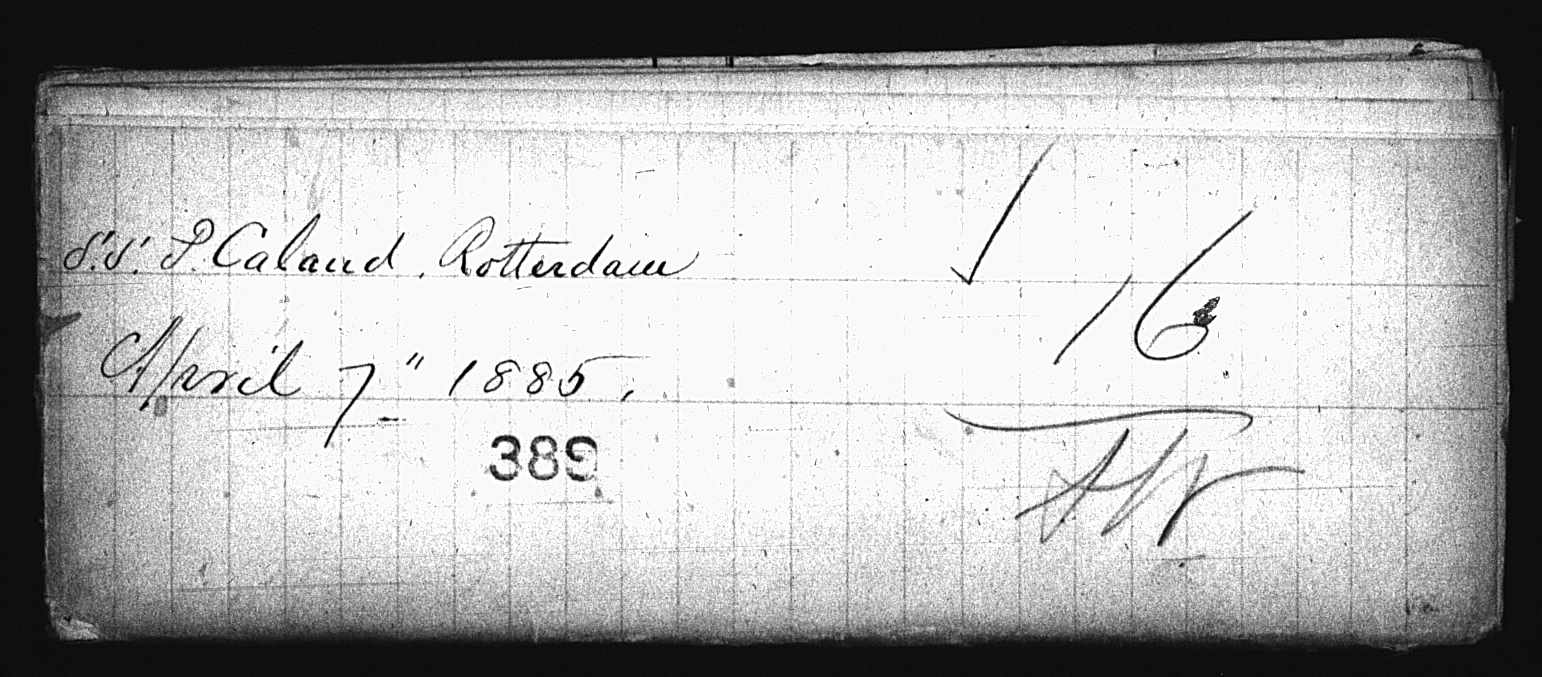 S.S. P. Caland. Rotterdam
April 7" 1885.
389
16